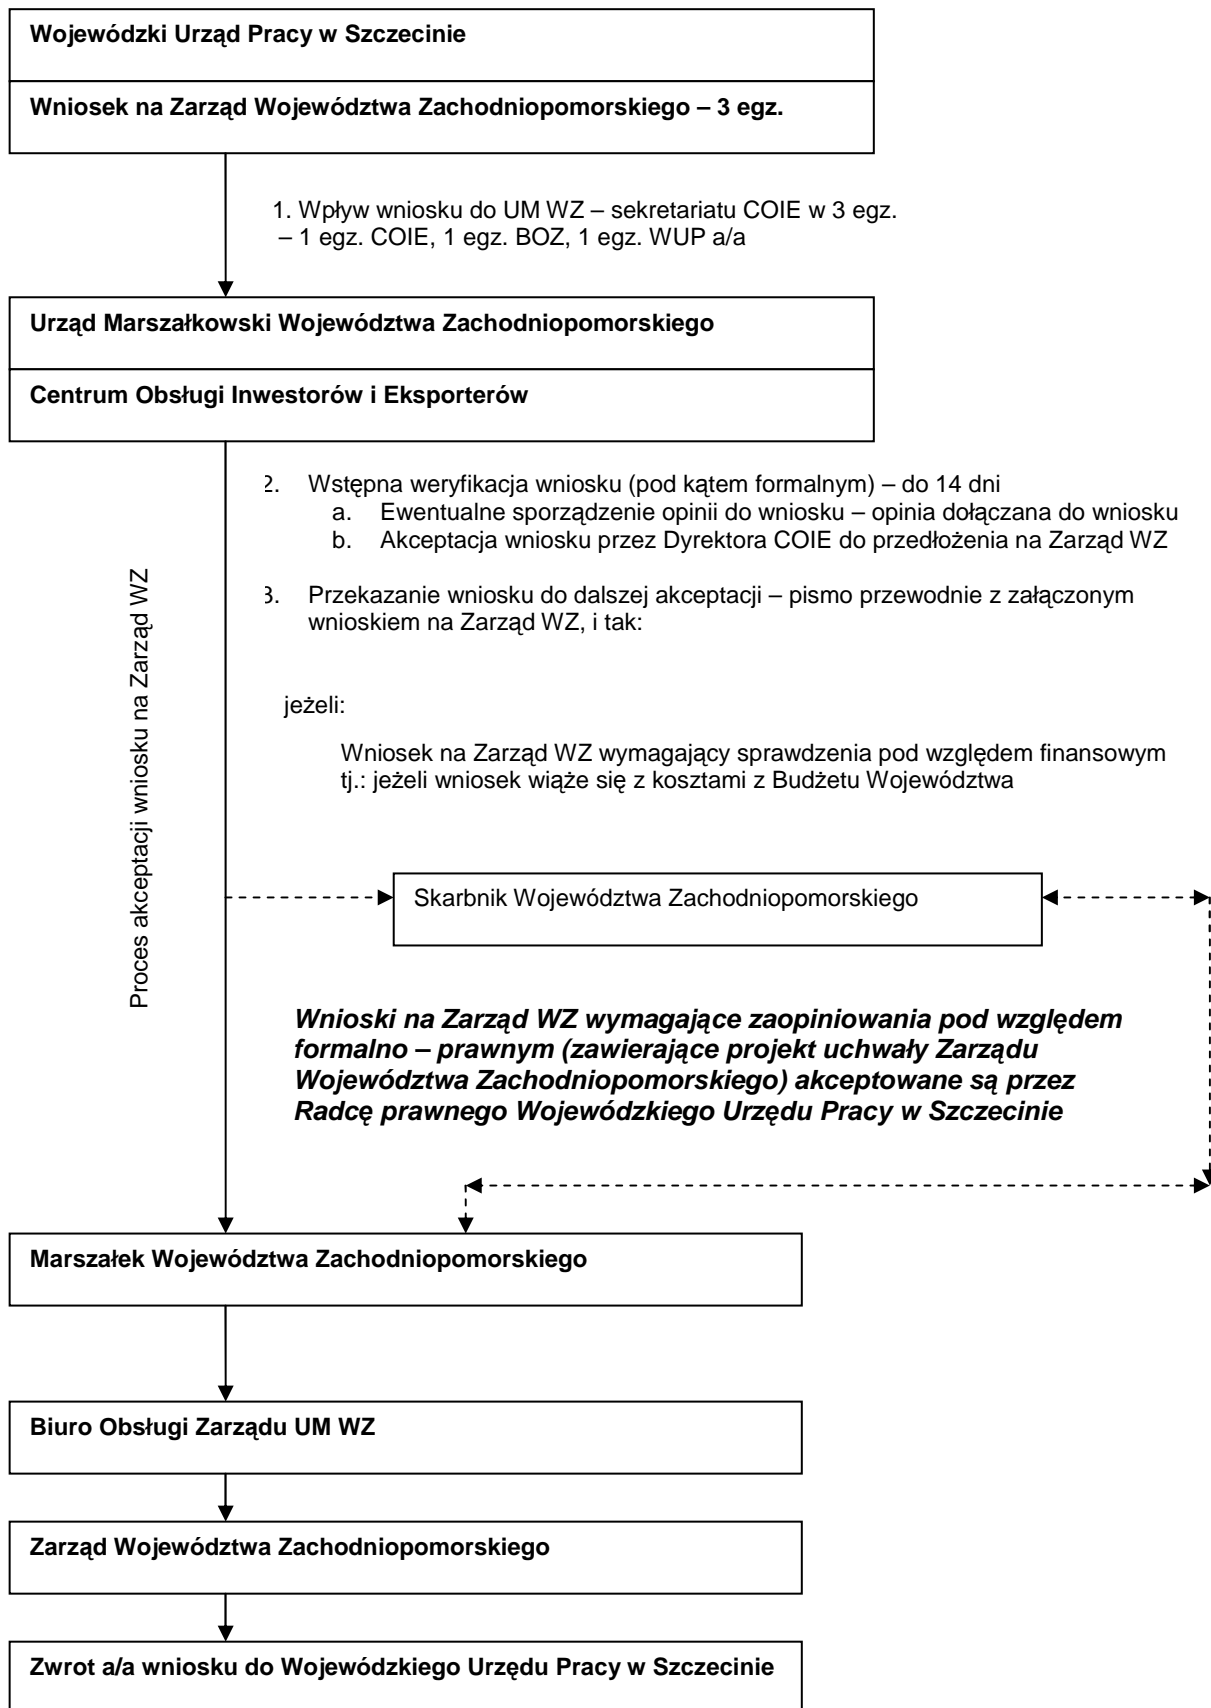 Wojewódzki Urząd Pracy w Szczecinie
Wniosek na Zarząd Województwa Zachodniopomorskiego – 3 egz.
1. Wpływ wniosku do UM WZ – sekretariatu COIE w 3 egz.
– 1 egz. COIE, 1 egz. BOZ, 1 egz. WUP a/a
Urząd Marszałkowski Województwa Zachodniopomorskiego
Centrum Obsługi Inwestorów i Eksporterów
Proces akceptacji wniosku na Zarząd WZ
2. Wstępna weryfikacja wniosku (pod kątem formalnym) – do 14 dni
a. Ewentualne sporządzenie opinii do wniosku – opinia dołączana do wniosku
b. Akceptacja wniosku przez Dyrektora COIE do przedłożenia na Zarząd WZ
3. Przekazanie wniosku do dalszej akceptacji – pismo przewodnie z załączonym
wnioskiem na Zarząd WZ, i tak:
jeżeli:
Wniosek na Zarząd WZ wymagający sprawdzenia pod względem finansowym
tj.: jeżeli wniosek wiąże się z kosztami z Budżetu Województwa
Skarbnik Województwa Zachodniopomorskiego
Wnioski na Zarząd WZ wymagające zaopiniowania pod względem
formalno – prawnym (zawierające projekt uchwały Zarządu
Województwa Zachodniopomorskiego) akceptowane są przez
Radcę prawnego Wojewódzkiego Urzędu Pracy w Szczecinie
Marszałek Województwa Zachodniopomorskiego
Biuro Obsługi Zarządu UM WZ
Zarząd Województwa Zachodniopomorskiego
Zwrot a/a wniosku do Wojewódzkiego Urzędu Pracy w Szczecinie